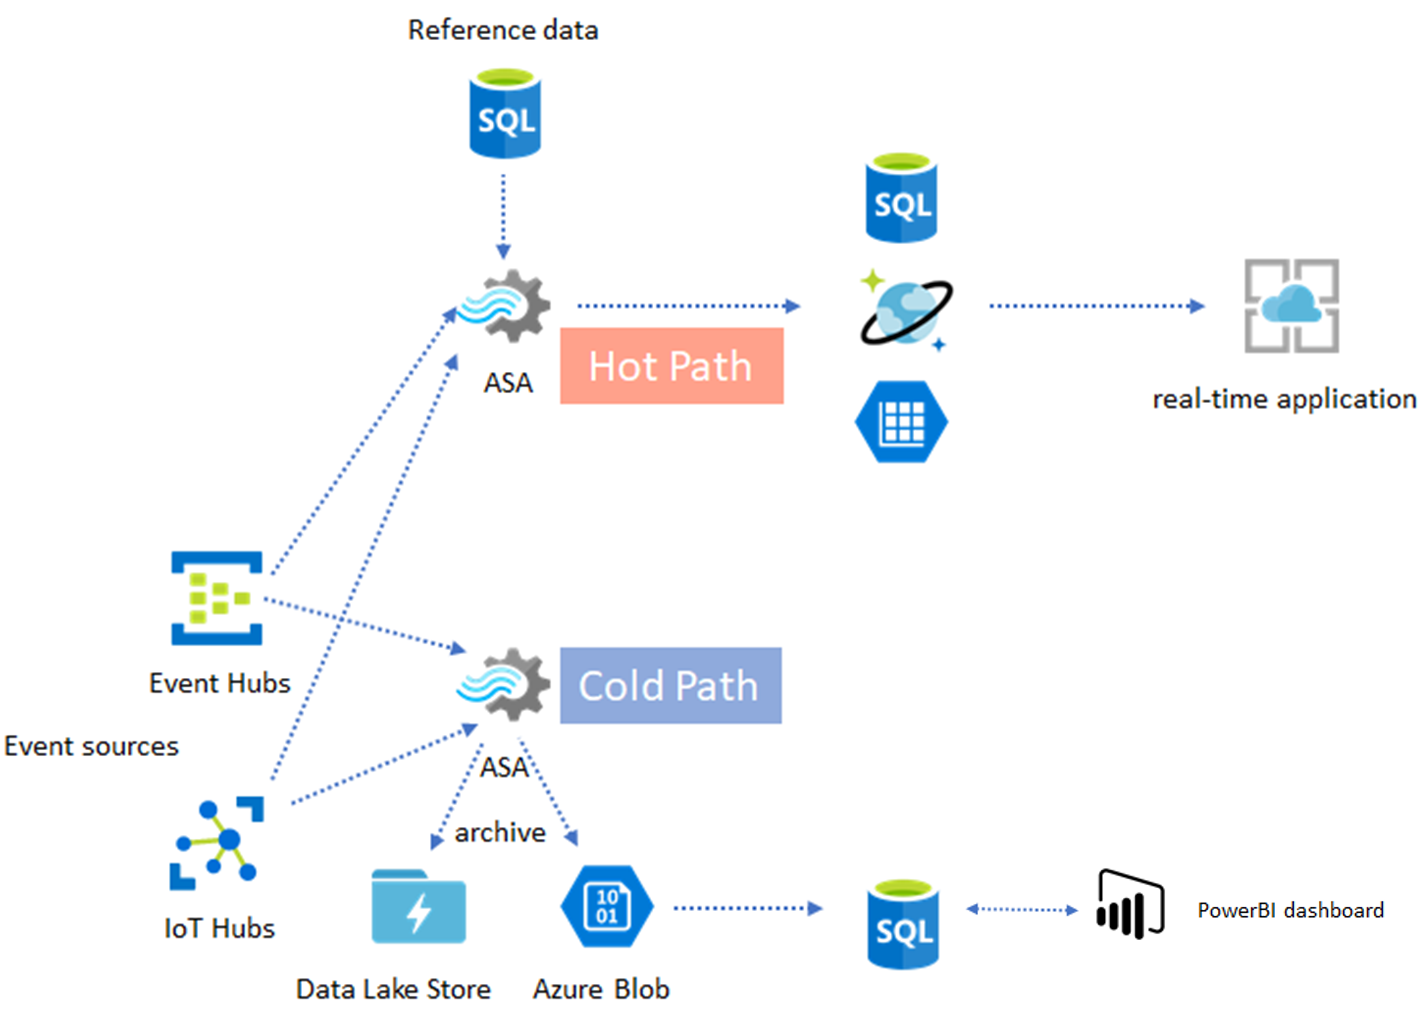 Reference data
SQL
SQL
ASA
Hot Path
real-time application
Event Hubs
Cold Path
Event sources
ASA
archive
IoT Hubs
10
01
SQL
PowerBI dashboard
Data Lake Store
Azure Blob